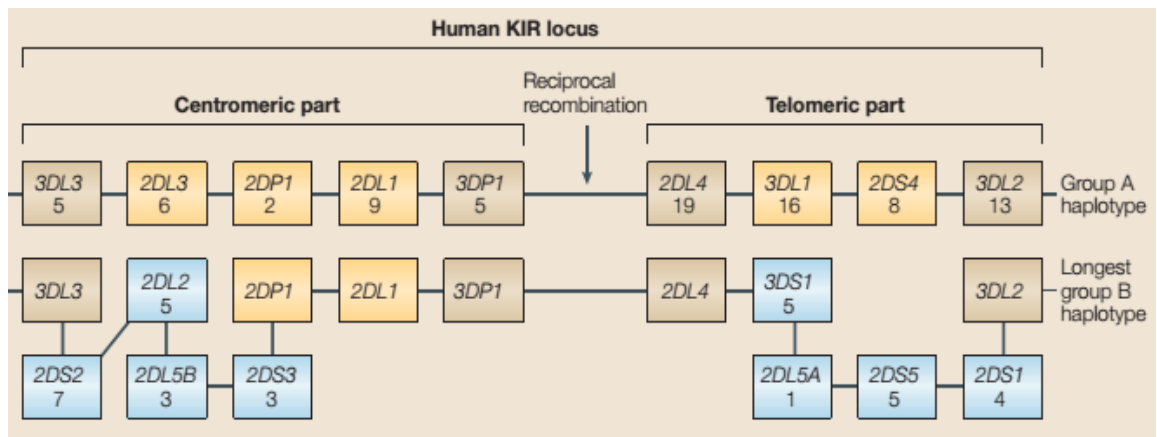 Human KIR locus
Reciprocal
recombination
Centromeric part
Telomeric part
3DL3
5
2DL3
6
2DP1
2
2DL1
9
3DP1
5
2DL4
19
3DL1
16
2DS4
8
3DL2
13
Group A
haplotype
3DL3
2DL2
5
2DP1
2DL1
3DP1
2DL4
3DS1
5
3DL2
Longest
group B
haplotype
2DS2
7
2DL5B
3
2DS3
3
2DL5A
1
2DS5
5
2DS1
4